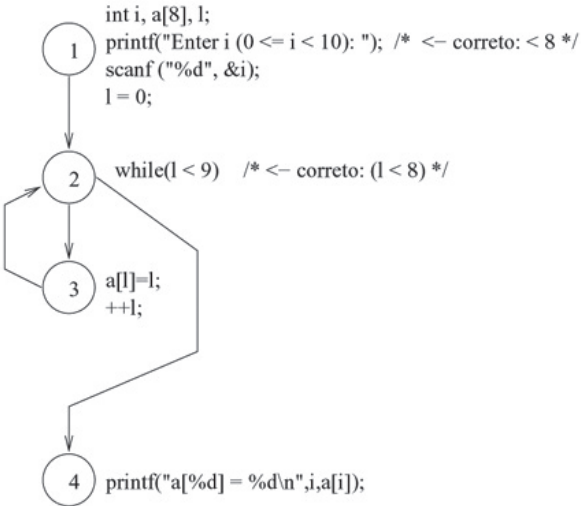 int i, a[8], l;
1 printf("Enter i (0 <= i < 10): "); /* <– correto: < 8 */
scanf ("%d", &i);
l = 0;
2 while(l < 9) /* <– correto: (l < 8) */
3 a[l]=l;
++l;
4 printf("a[%d] = %d\n",i,a[i]);